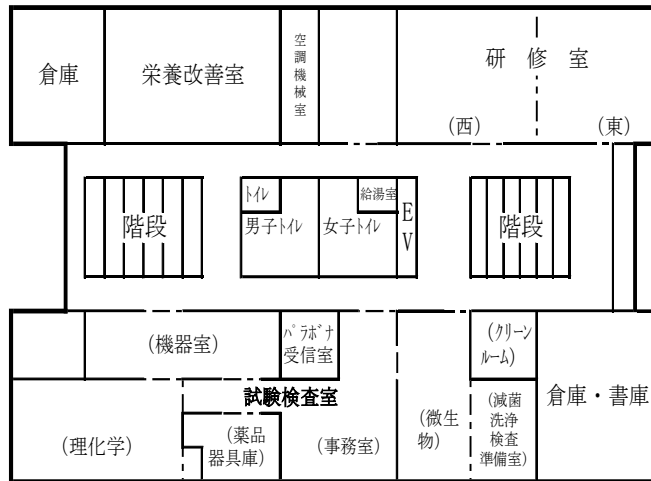 倉庫
栄養改善室
空調機械室
研 修 室
(西)
(東)
階段
トイレ
男子トイレ
女子トイレ
給湯室
EV
階段
(機器室)
パラボナ
受信室
(クリーン
ルーム)
試験検査室
倉庫・書庫
(理化学)
(薬品
器具庫)
(事務室)
(微生
物)
(滅菌
洗浄
検査
準備室)